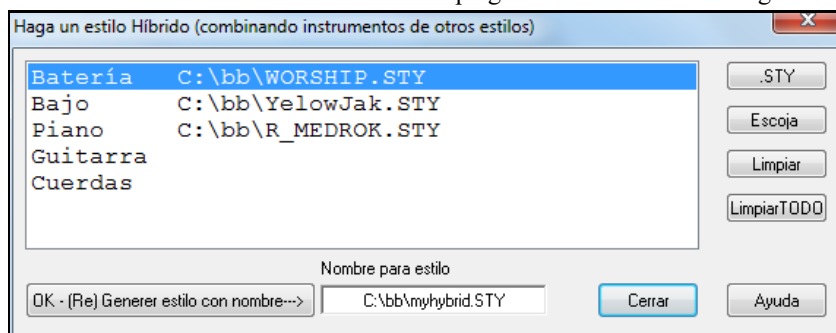 Haga un estilo Híbrido (combinando instrumentos de otros estilos)
Batería C:\bb\WORSHIP.STY
Bajo C:\bb\YelowJak.STY
Piano C:\bb\R_MEDROK.STY
Guitarra
Cuerdas
.STY
Escoja
Limpiar
LimpiarTODO
Nombre para estilo
OK - (Re) Generer estilo con nombre--->
C:\bb\myhybrid.STY
Cerrar
Ayuda